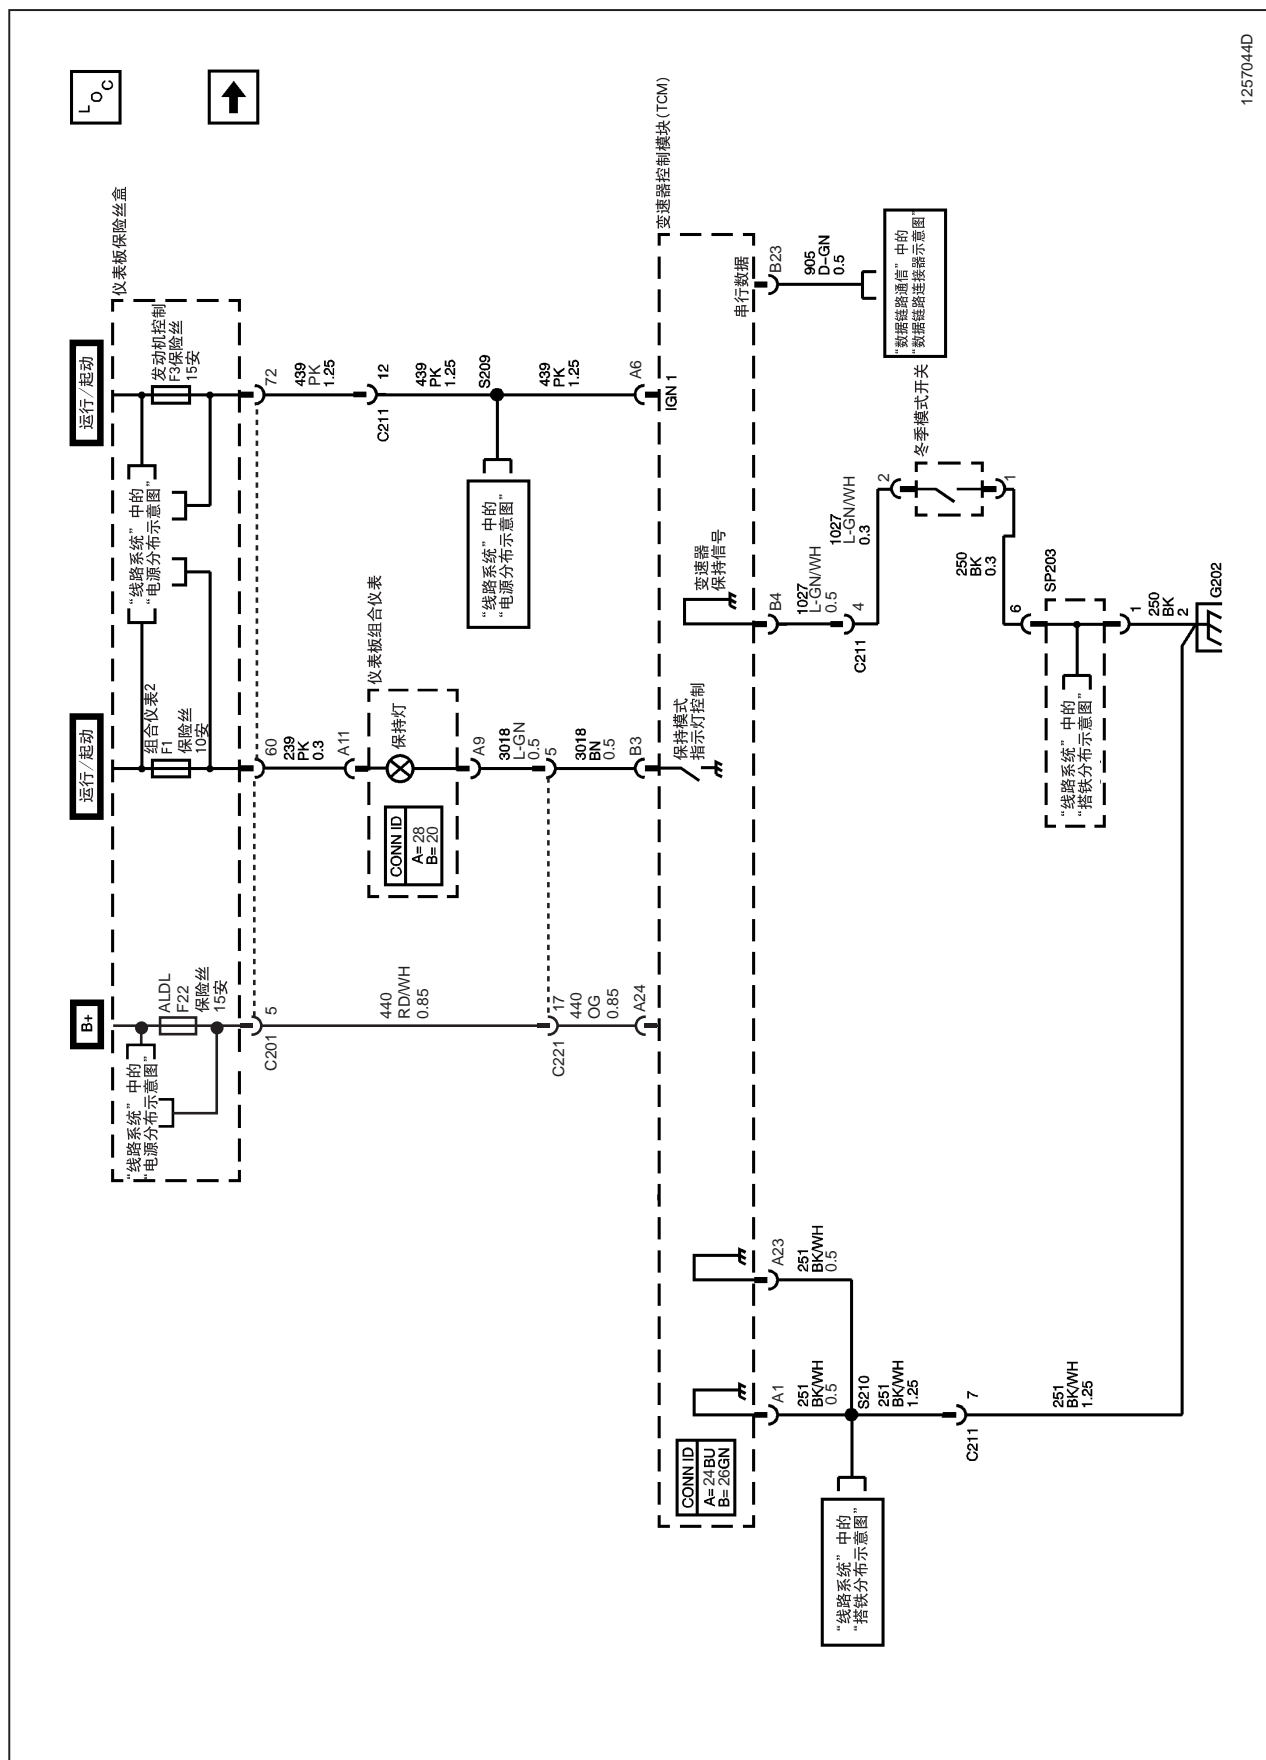 L
O
C
B+
运行/起动
运行/起动
仪表板保险丝盒
“线路系统”中的
“电源分布示意图”
ALDL
F22
保险丝
15安
组合仪表2
F1
保险丝
10安
“线路系统”中的
“电源分布示意图”
发动机控制
F3保险丝
15安
C201
5
60
72
440
RD/WH
0.85
239
PK
0.3
439
PK
1.25
A11
仪表板组合仪表
C211
12
CONN ID
A= 28
B= 20
保持灯
439
PK
1.25
A9
S209
3018
L-GN
0.5
“线路系统”中的
“电源分布示意图”
C221
17
5
440
OG
0.85
3018
BN
0.5
439
PK
1.25
A24
B3
A6
变速器控制模块(TCM)
IGN 1
CONN ID
A= 24BU
B= 26GN
保持模式
指示灯控制
变速器
保持信号
串行数据
A1
A23
B4
B23
251
BK/WH
0.5
251
BK/WH
0.5
1027
L-GN/WH
0.5
905
D-GN
0.5
1027
L-GN/WH
0.3
C211
4
S210
“线路系统”中的
“搭铁分布示意图”
251
BK/WH
1.25
“数据链路通信”中的
“数据链路连接器示意图”
2
冬季模式开关
1
C211
7
250
BK
0.3
6
SP203
“线路系统”中的
“搭铁分布示意图”
251
BK/WH
1.25
1
250
BK
2
G202
1257044D